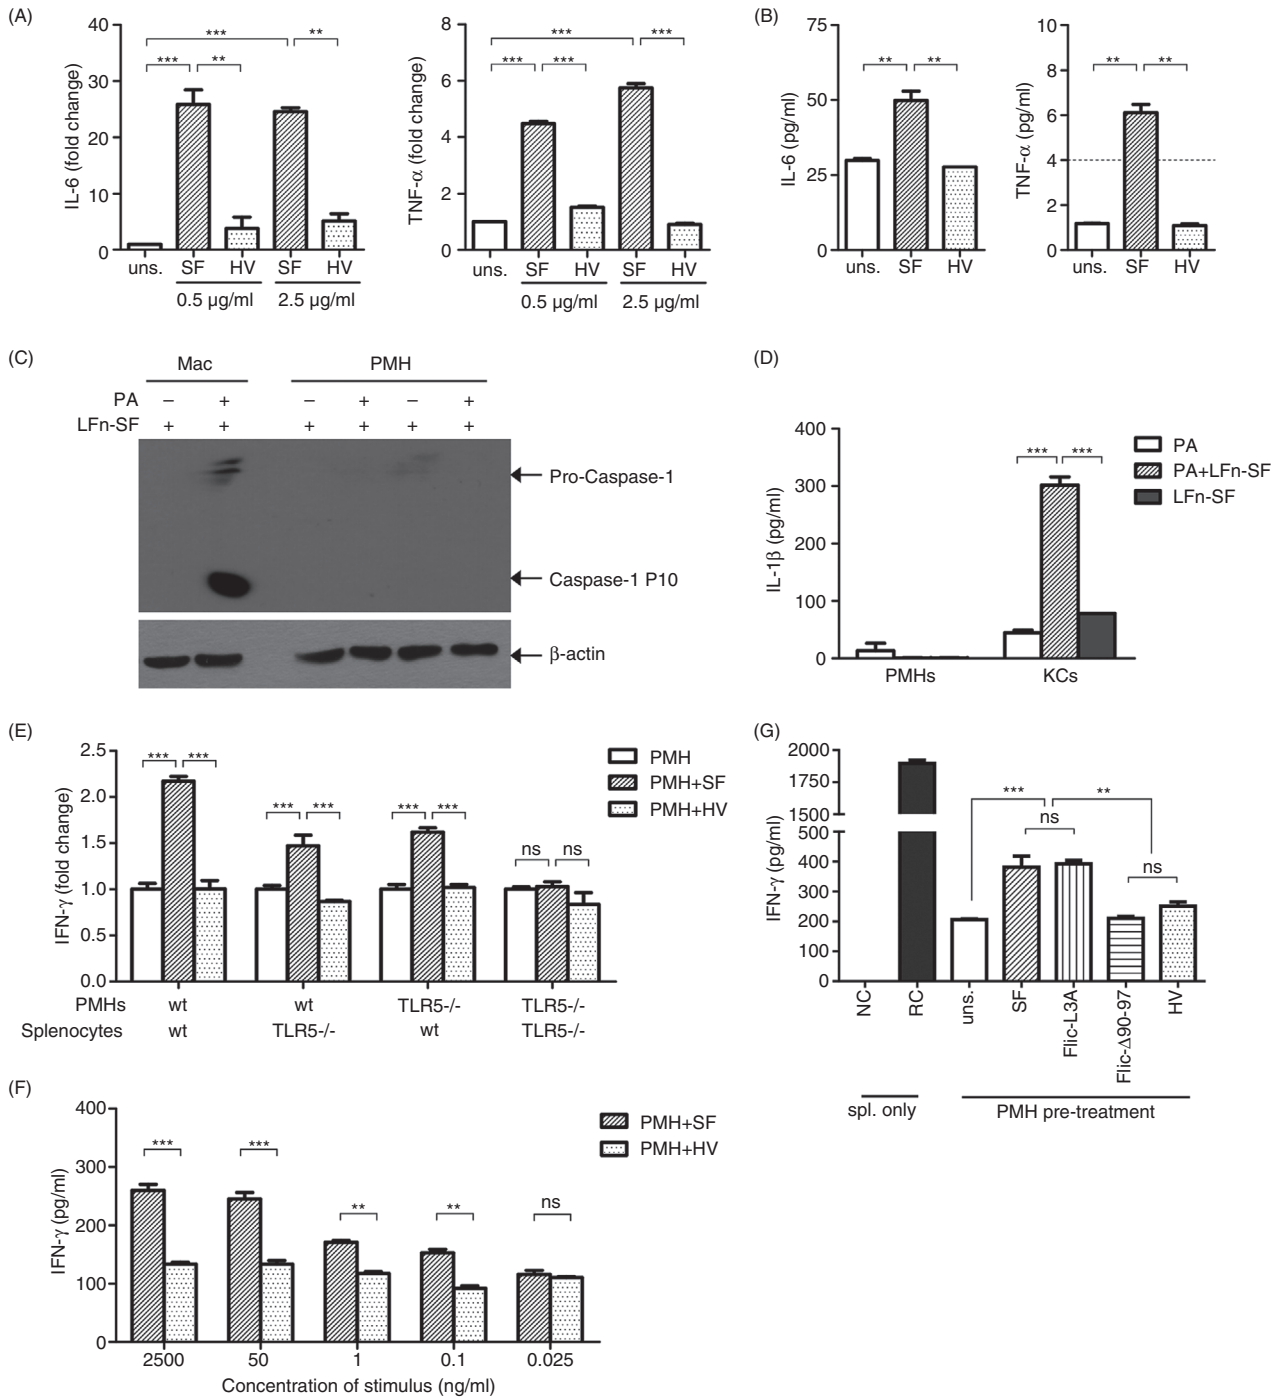 (A)
IL-6 (fold change)
40
30
20
10
0
***
***
**
**
uns. SF HV SF HV
0.5 µg/ml 2.5 µg/ml
TNF-α (fold change)
8
6
4
2
0
***
***
***
***
uns. SF HV SF HV
0.5 µg/ml 2.5 µg/ml
(B)
IL-6 (pg/ml)
75
50
25
0
** **
uns. SF HV
TNF-α (pg/ml)
10
8
6
4
2
0
** **
uns. SF HV
(C)
Mac PMH
PA – + – + – +
LFn-SF + + + + + +
Pro-Caspase-1
Caspase-1 P10
β-actin
(D)
IL-1β (pg/ml)
400
300
200
100
0
*** ***
PMHs KCs
PA
PA+LFn-SF
LFn-SF
(E)
IFN-γ (fold change)
2.5
2.0
1.5
1.0
0.5
0.0
*** ***
*** ***
*** ***
ns ns
PMHs wt wt TLR5-/- TLR5-/-
Splenocytes wt TLR5-/- wt TLR5-/-
PMH
PMH+SF
PMH+HV
(G)
IFN-γ (pg/ml)
2000
1750
1500
500
400
300
200
100
0
*** **
ns
ns
NC RC uns. SF Flic-L3A Flic-Δ90-97 HV
spl. only PMH pre-treatment
(F)
IFN-γ (pg/ml)
400
300
200
100
0
*** *** ** ** ns
2500 50 1 0.1 0.025
Concentration of stimulus (ng/ml)
PMH+SF
PMH+HV